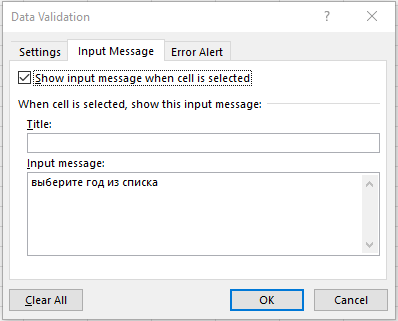 Data Validation ? ×
Settings Input Message Error Alert
Show input message when cell is selected
When cell is selected, show this input message:
Title:
Input message:
выберите год из списка
Clear All OK Cancel